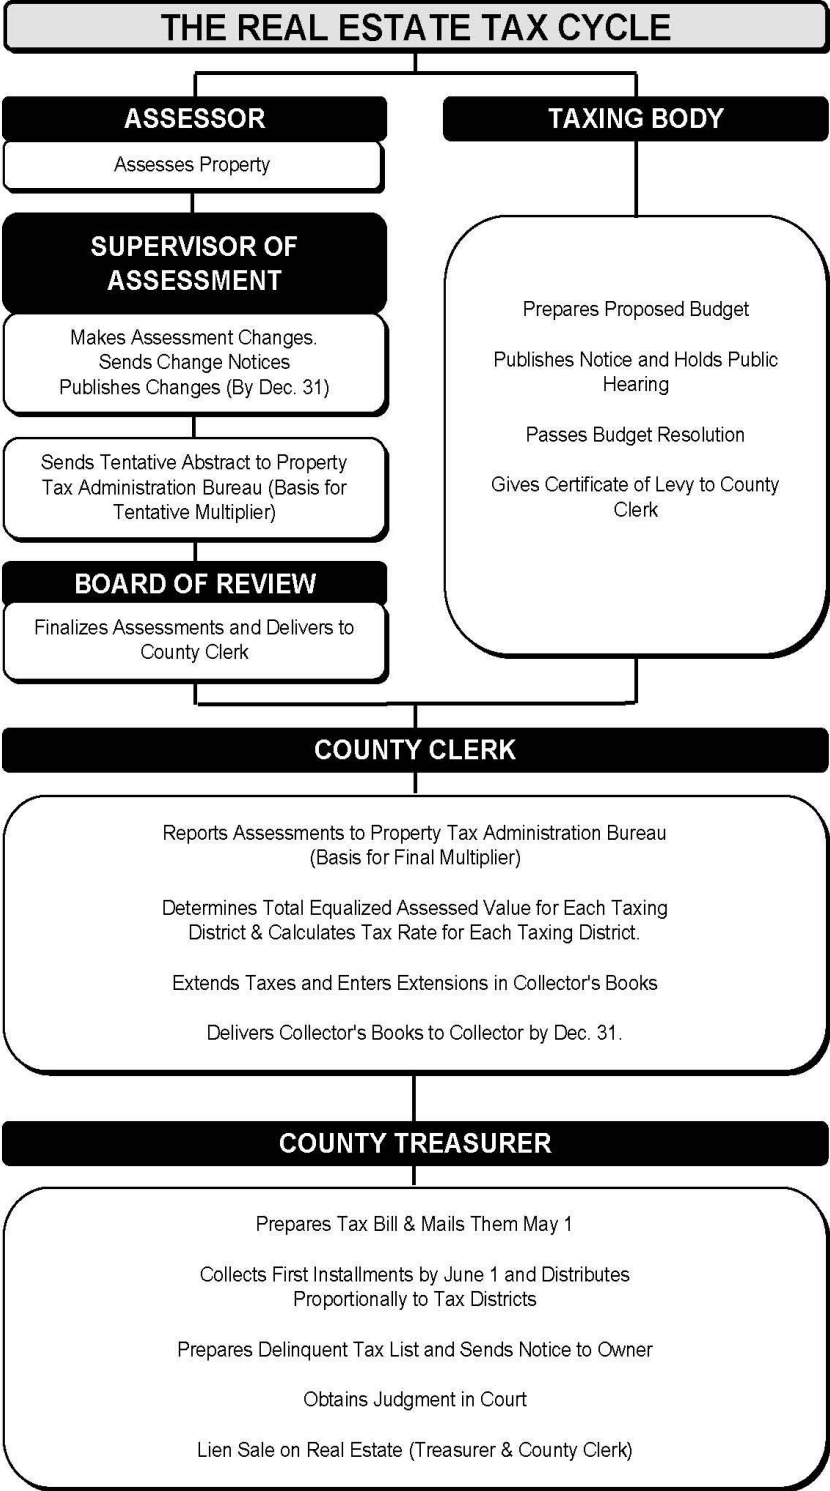 THE REAL ESTATE TAX CYCLE
ASSESSOR
Assesses Property
SUPERVISOR OF
ASSESSMENT
Makes Assessment Changes.
Sends Change Notices
Publishes Changes (By Dec. 31)
Sends Tentative Abstract to Property
Tax Administration Bureau (Basis for
Tentative Multiplier)
BOARD OF REVIEW
Finalizes Assessments and Delivers to
County Clerk
TAXING BODY
Prepares Proposed Budget
Publishes Notice and Holds Public
Hearing
Passes Budget Resolution
Gives Certificate of Levy to County
Clerk
COUNTY CLERK
Reports Assessments to Property Tax Administration Bureau
(Basis for Final Multiplier)
Determines Total Equalized Assessed Value for Each Taxing
District & Calculates Tax Rate for Each Taxing District.
Extends Taxes and Enters Extensions in Collector's Books
Delivers Collector's Books to Collector by Dec. 31.
COUNTY TREASURER
Prepares Tax Bill & Mails Them May 1
Collects First Installments by June 1 and Distributes
Proportionally to Tax Districts
Prepares Delinquent Tax List and Sends Notice to Owner
Obtains Judgment in Court
Lien Sale on Real Estate (Treasurer & County Clerk)